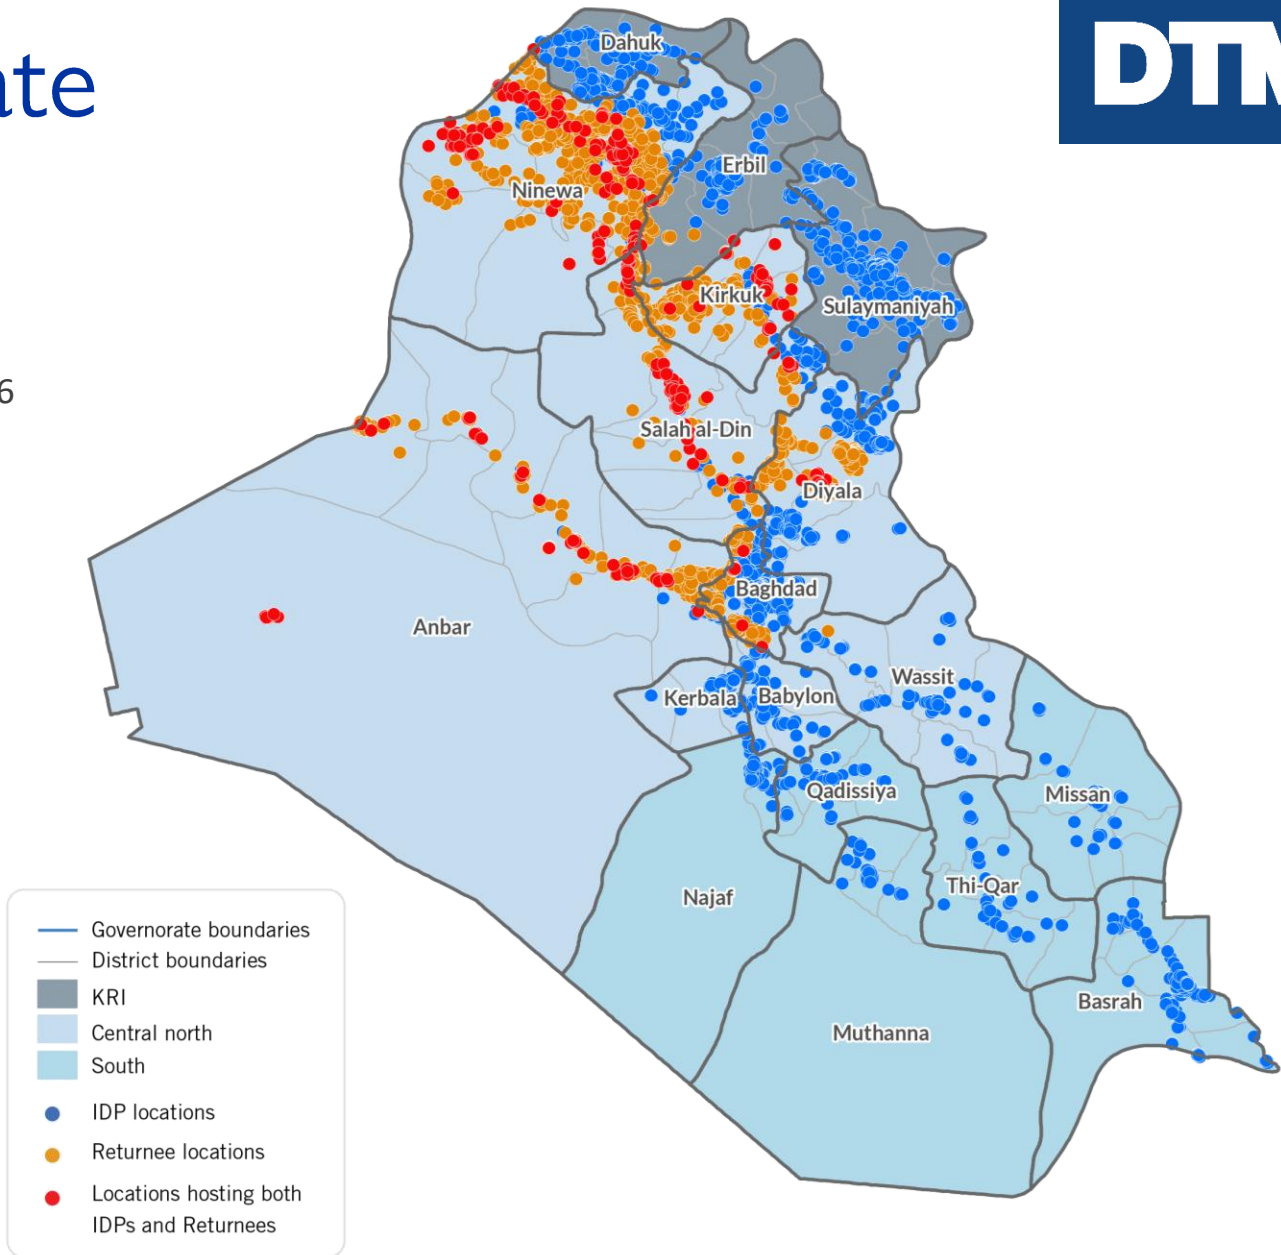 ate
DTM
6
Dahuk
Erbil
Ninewa
Kirkuk
Sulaymaniyah
Salah al-Din
Diyala
Baghdad
Anbar
Wassit
Kerbala
Babylon
Qadissiya
Missan
Najaf
Thi-Qar
Basrah
Muthanna
Governorate boundaries
District boundaries
KRI
Central north
South
IDP locations
Returnee locations
Locations hosting both
IDPs and Returnees